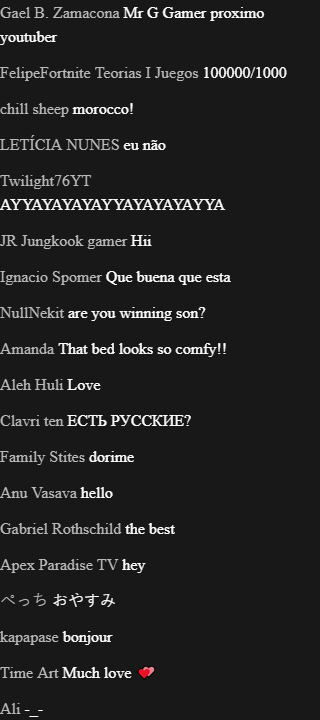 Gael B. Zamacona Mr G Gamer proximo
youtuber
FelipeFortnite Teorias I Juegos 100000/1000
chill sheep morocco!
LETÍCIA NUNES eu não
Twilight76YT
AYYAYAYAYAYYAYAYAYAYYA
JR Jungkook gamer Hii
Ignacio Spomer Que buena que esta
NullNekit are you winning son?
Amanda That bed looks so comfy!!
Aleh Huli Love
Clavri ten ЕСТЬ РУССКИЕ?
Family Stites dorime
Anu Vasava hello
Gabriel Rothschild the best
Apex Paradise TV hey
ぺっち おやすみ
kapapase bonjour
Time Art Much love 💕
Ali -_-